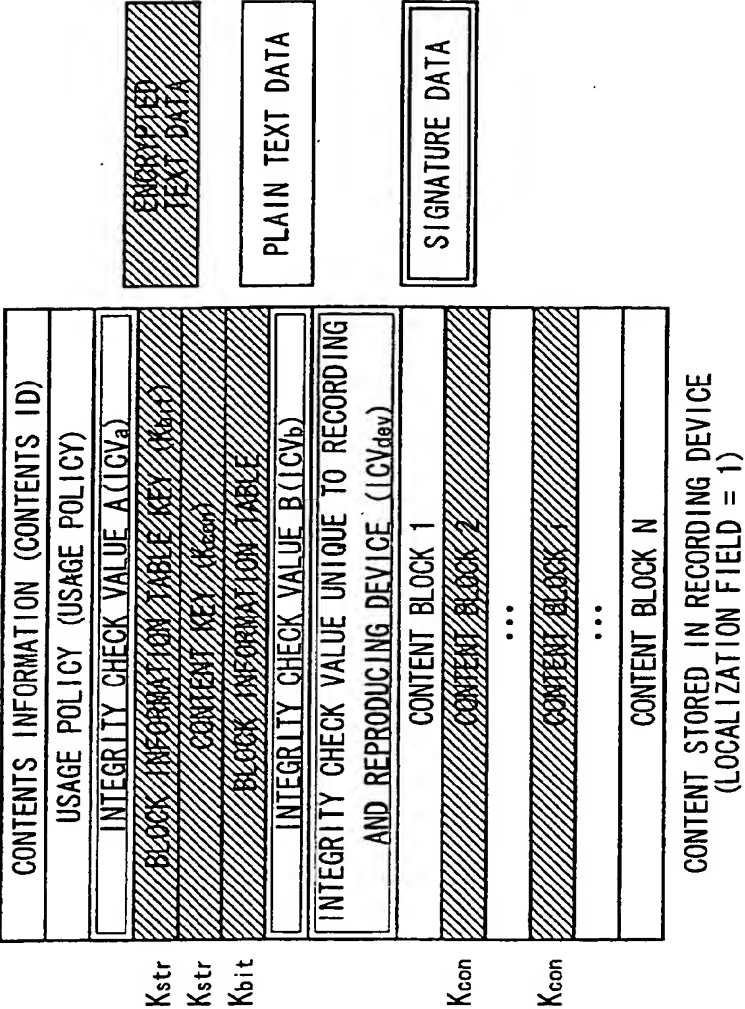 CONTENTS INFORMATION (CONTENTS ID)
USAGE POLICY (USAGE POLICY)
INTEGRITY CHECK VALUE A(ICVa)
Kstr BLOCK INFORMATION TABLE KEY (Kbit)
Kstr CONTENT KEY (Kcon)
Kbit BLOCK INFORMATION TABLE
INTEGRITY CHECK VALUE B(ICVb)
INTEGRITY CHECK VALUE UNIQUE TO RECORDING
AND REPRODUCING DEVICE (ICVdev)
CONTENT BLOCK 1
Kcon CONTENT BLOCK 2
...
Kcon CONTENT BLOCK i
...
CONTENT BLOCK N
CONTENT STORED IN RECORDING DEVICE
(LOCALIZATION FIELD = 1)
ENCRYPTED
TEXT DATA
PLAIN TEXT DATA
SIGNATURE DATA